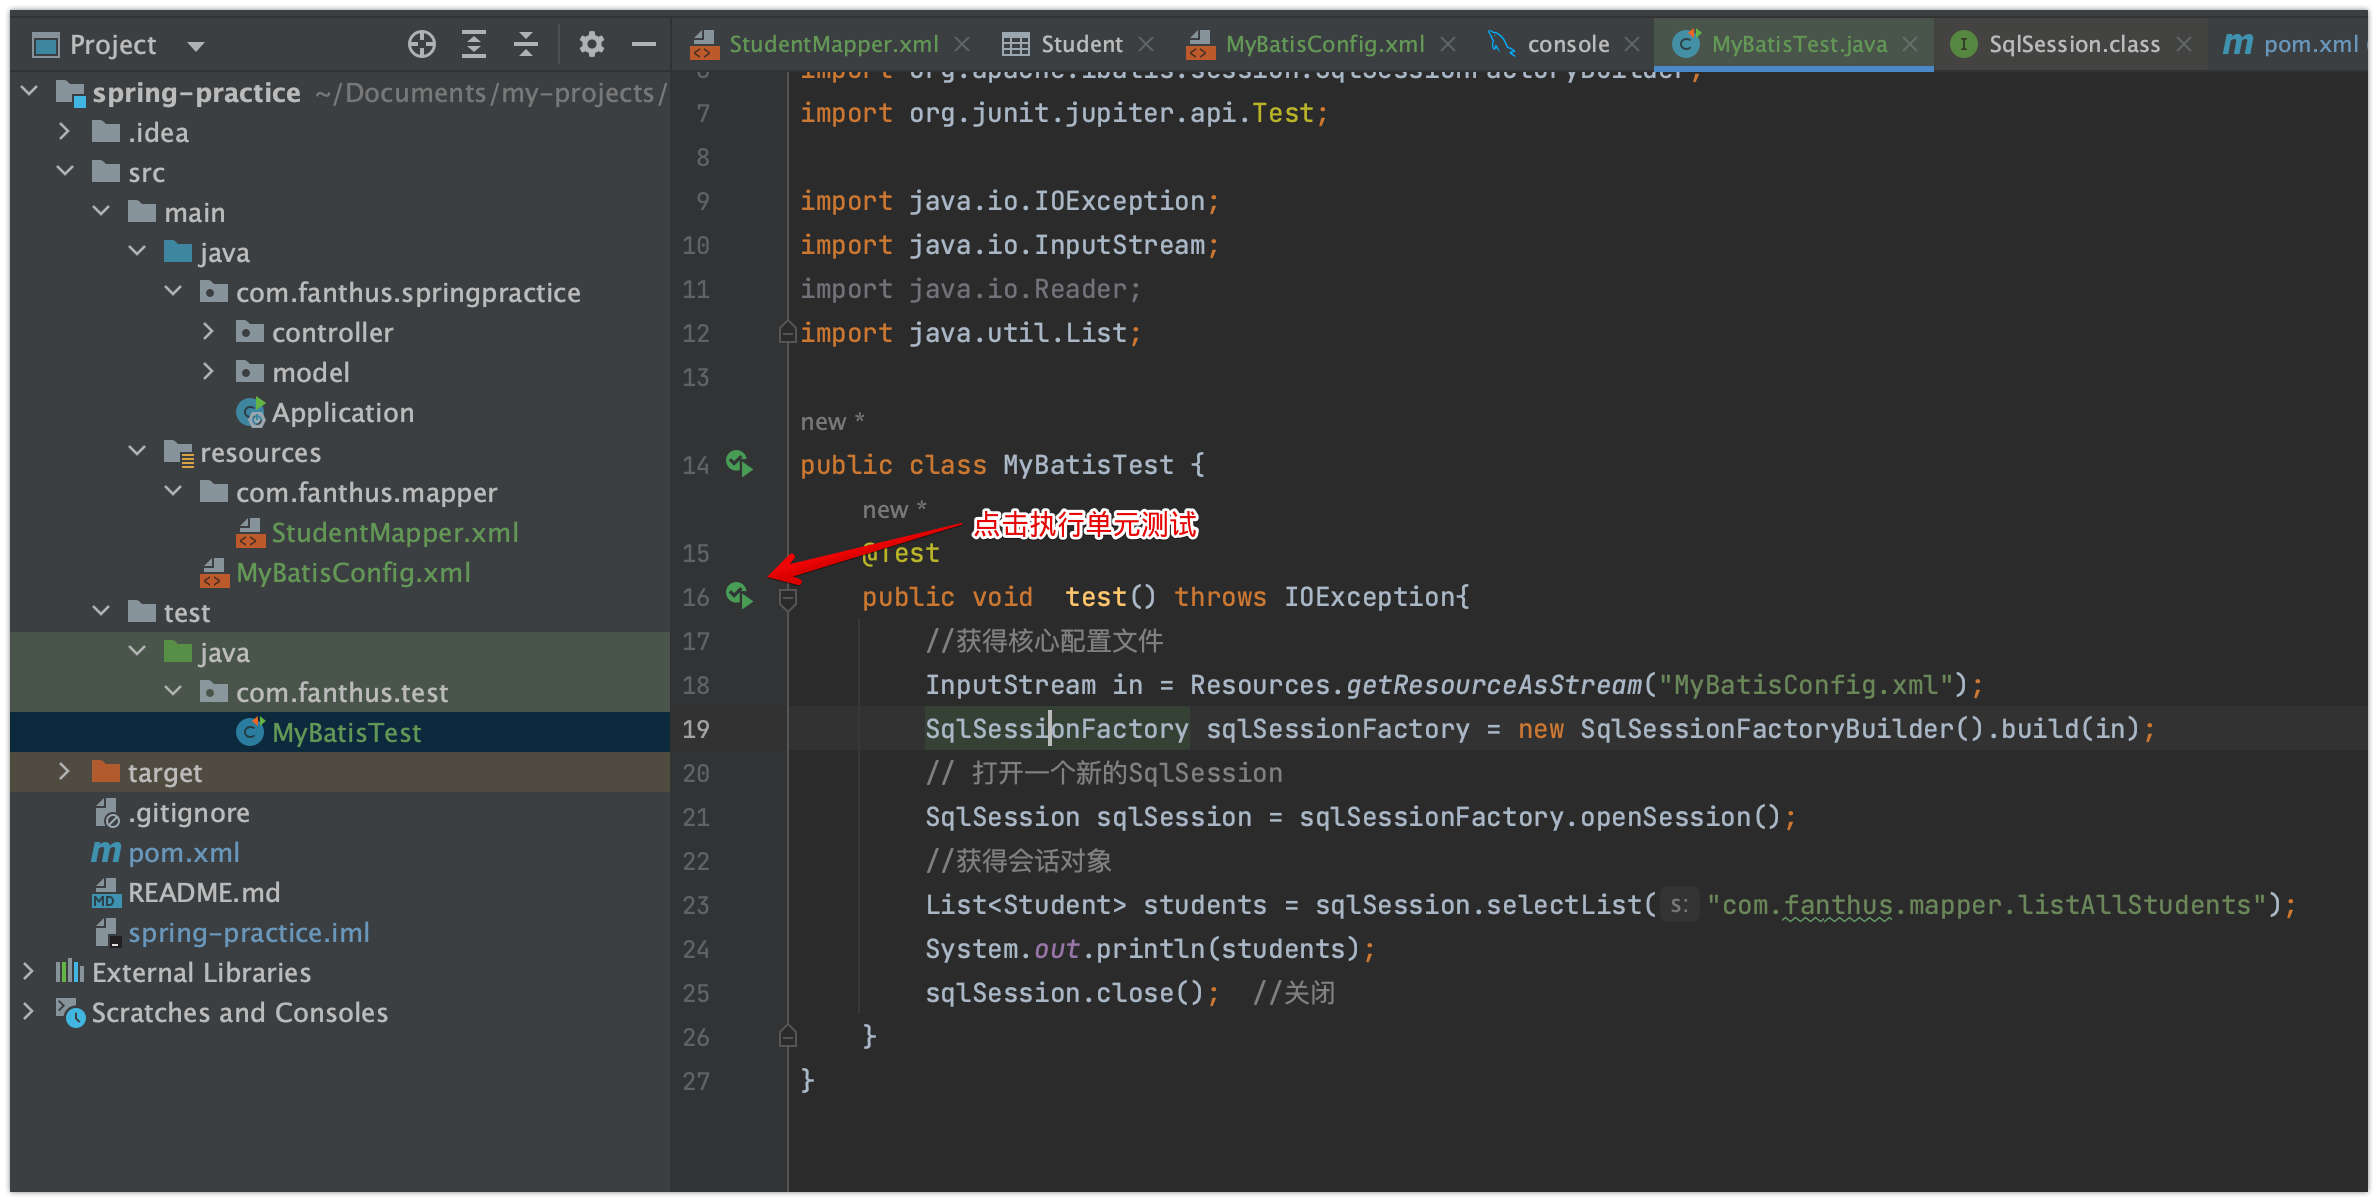 Project
StudentMapper.xml
Student
MyBatisConfig.xml
console
MyBatisTest.java
SqlSession.class
pom.xml
spring-practice ~/Documents/my-projects/
.idea
src
main
java
com.fanthus.springpractice
controller
model
Application
resources
com.fanthus.mapper
StudentMapper.xml
MyBatisConfig.xml
test
java
com.fanthus.test
MyBatisTest
target
.gitignore
pom.xml
README.md
spring-practice.iml
External Libraries
Scratches and Consoles
6 import org.apache.ibatis.session.SqlSessionFactoryBuilder;
7 import org.junit.jupiter.api.Test;
8
9 import java.io.IOException;
10 import java.io.InputStream;
11 import java.io.Reader;
12 import java.util.List;
13
new *
14 public class MyBatisTest {
new *
点击执行单元测试
15 @Test
16 public void  test() throws IOException{
17 //获得核心配置文件
18 InputStream in = Resources.getResourceAsStream("MyBatisConfig.xml");
19 SqlSessionFactory sqlSessionFactory = new SqlSessionFactoryBuilder().build(in);
20 // 打开一个新的SqlSession
21 SqlSession sqlSession = sqlSessionFactory.openSession();
22 //获得会话对象
23 List<Student> students = sqlSession.selectList( s: "com.fanthus.mapper.listAllStudents");
24 System.out.println(students);
25 sqlSession.close();  //关闭
26 }
27 }